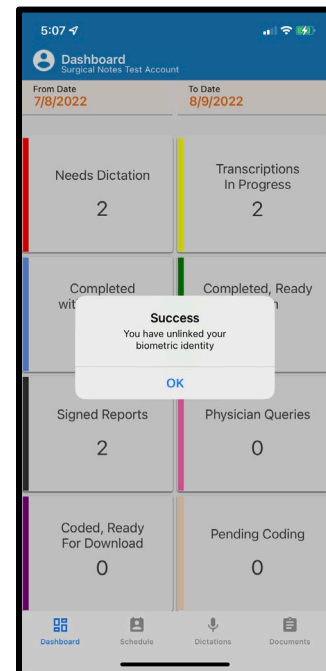 5:07
Dashboard
Surgical Notes Test Account
From Date
7/8/2022
To Date
8/9/2022
Needs Dictation
2
Transcriptions
In Progress
2
Completed
wit
Completed, Ready
n
Success
You have unlinked your
biometric identity
OK
Signed Reports
2
Physician Queries
0
Coded, Ready
For Download
0
Pending Coding
0
Dashboard
Schedule
Dictations
Documents